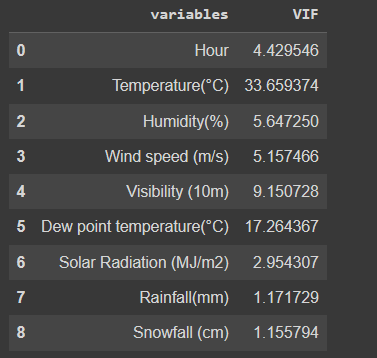 variables VIF
0 Hour 4.429546
1 Temperature(°C) 33.659374
2 Humidity(%) 5.647250
3 Wind speed (m/s) 5.157466
4 Visibility (10m) 9.150728
5 Dew point temperature(°C) 17.264367
6 Solar Radiation (MJ/m2) 2.954307
7 Rainfall(mm) 1.171729
8 Snowfall (cm) 1.155794